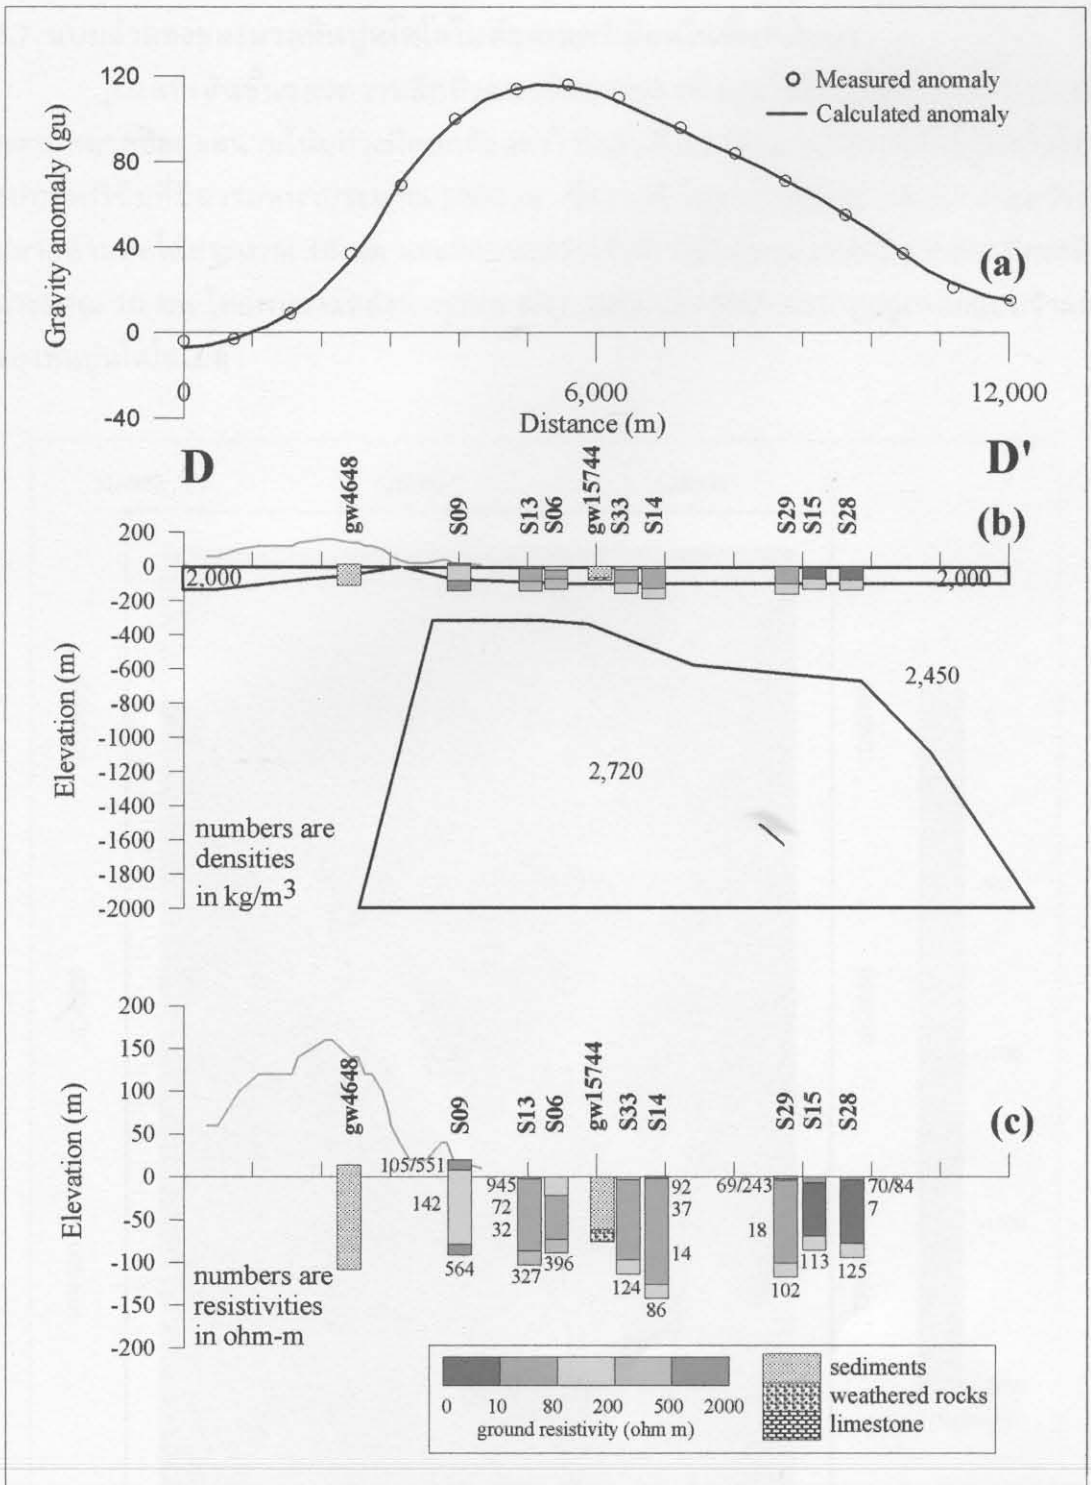 120
80
40
0
-40
Gravity anomaly (gu)
Measured anomaly
Calculated anomaly
(a)
0
6,000
12,000
Distance (m)
D
D'
gw4648
S09
S13
S06
gw15744
S33
S14
S29
S15
S28
(b)
200
0
-200
-400
-600
-800
-1000
-1200
-1400
-1600
-1800
-2000
Elevation (m)
2,000
2,000
2,450
2,720
numbers are
densities
in kg/m3
200
150
100
50
0
-50
-100
-150
-200
Elevation (m)
gw4648
S09
S13
S06
gw15744
S33
S14
S29
S15
S28
(c)
105/551
142
564
945
72
32
327
396
124
92
37
14
86
69/243
18
102
113
70/84
7
125
numbers are
resistivities
in ohm-m
0 10 80 200 500 2000
ground resistivity (ohm m)
sediments
weathered rocks
limestone